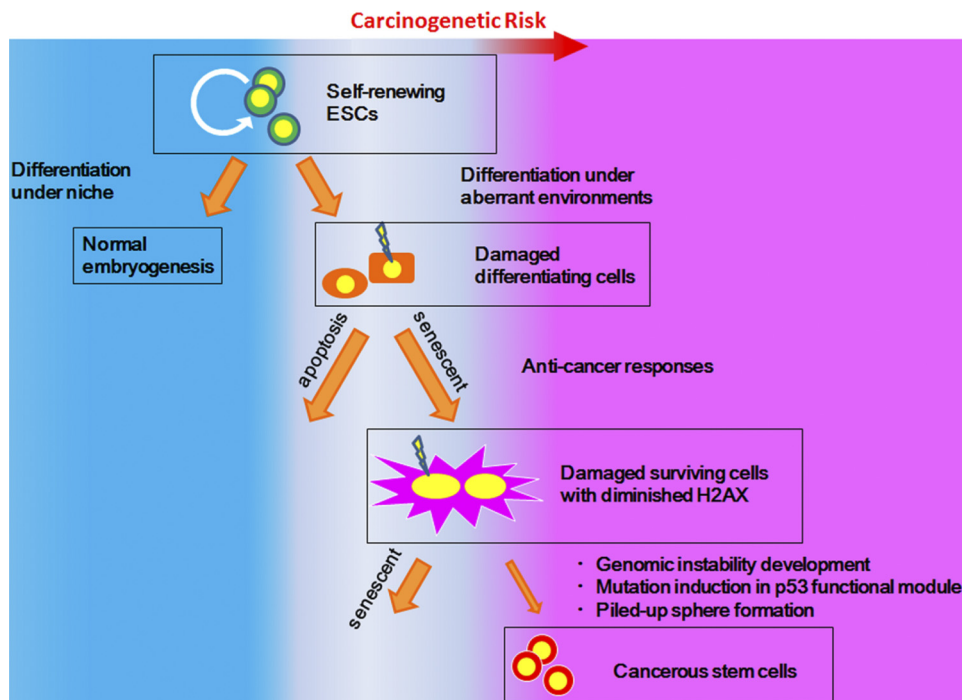 Carcinogenetic Risk
Self-renewing
ESCs
Differentiation
under niche
Differentiation under
aberrant environments
Normal
embryogenesis
Damaged
differentiating cells
apoptosis
senescent
Anti-cancer responses
Damaged surviving cells
with diminished H2AX
senescent
・ Genomic instability development
・ Mutation induction in p53 functional module
・ Piled-up sphere formation
Cancerous stem cells